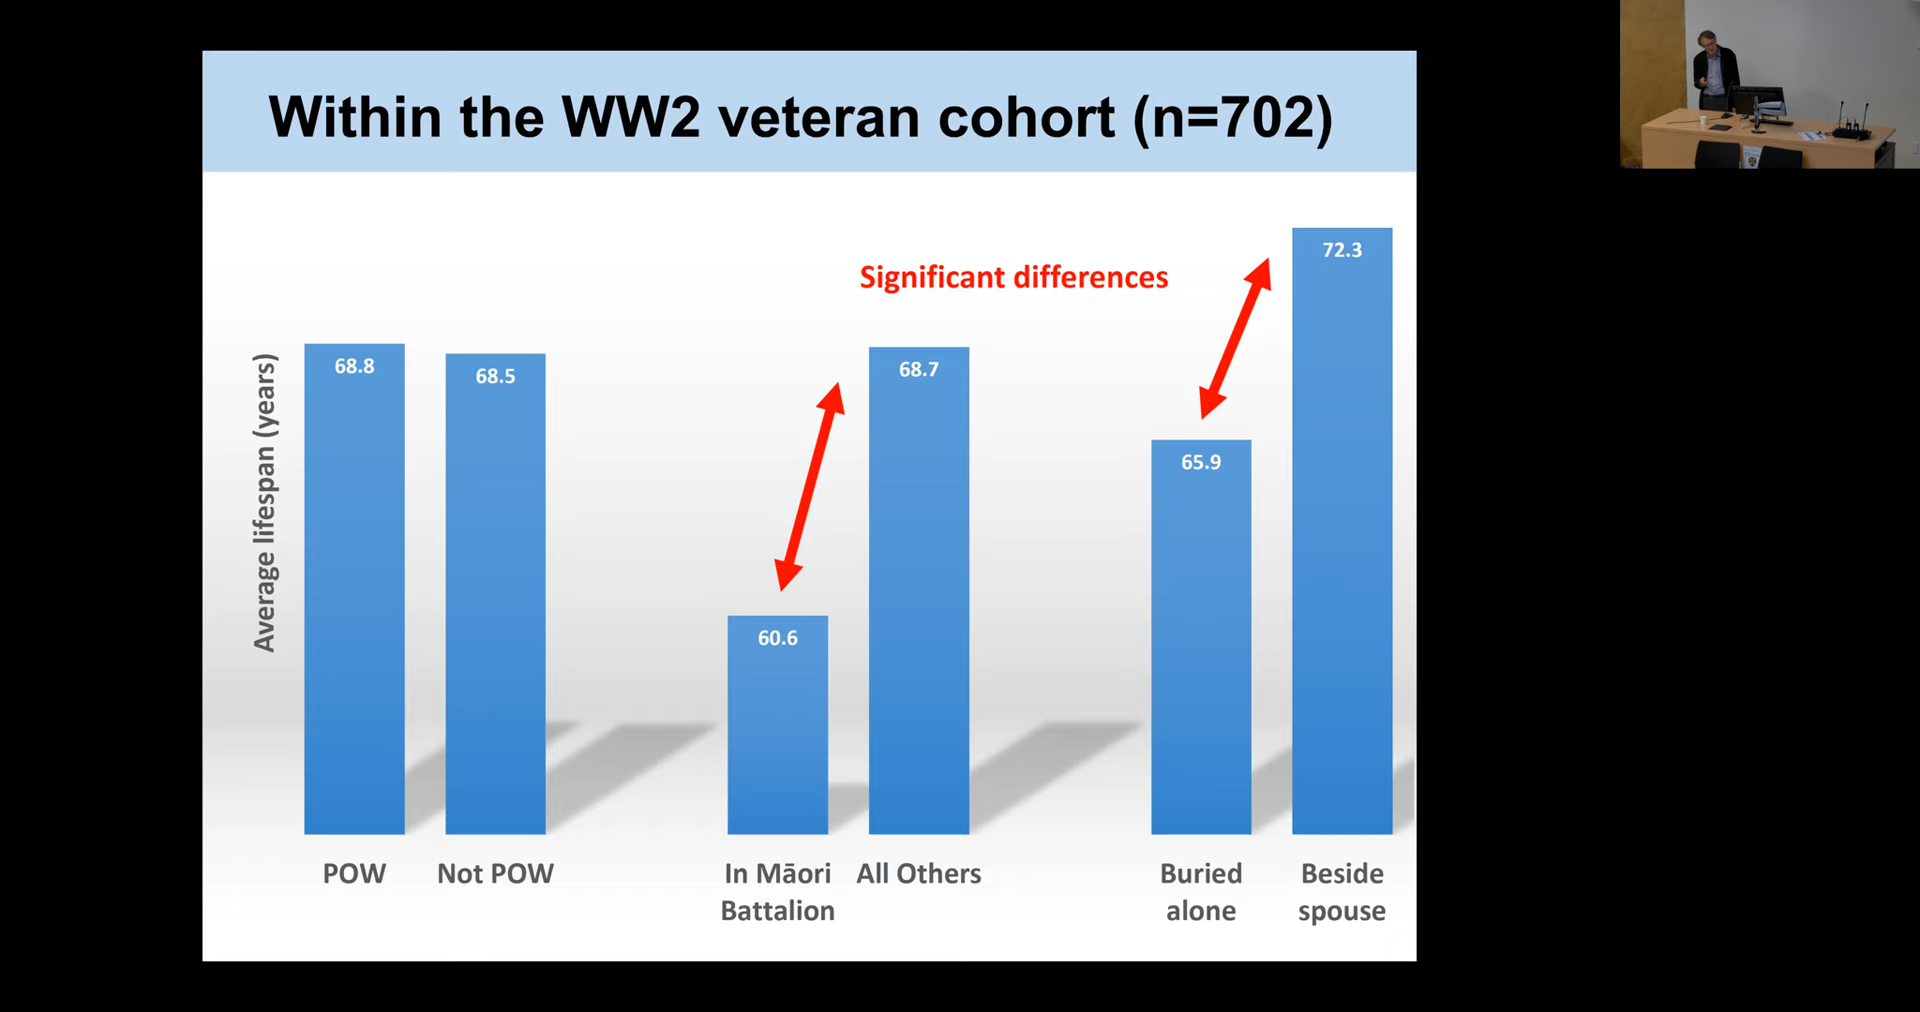 Within the WW2 veteran cohort (n=702)
Significant differences
Average lifespan (years)
68.8
68.5
60.6
68.7
65.9
72.3
POW
Not POW
In Māori
Battalion
All Others
Buried
alone
Beside
spouse